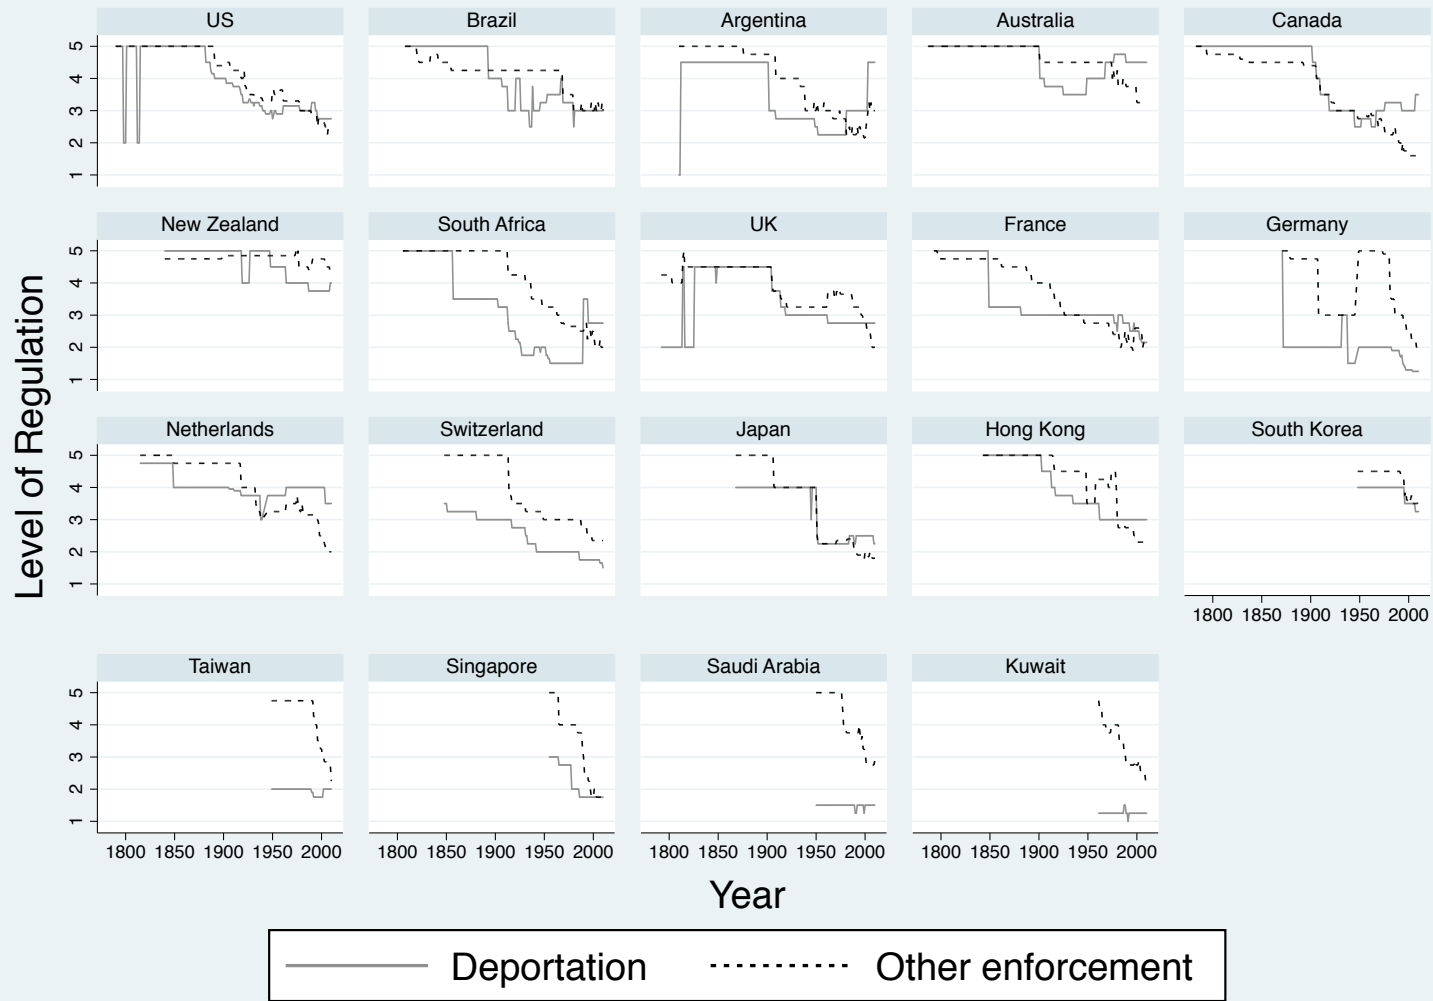 US Brazil Argentina Australia Canada
5
4
3
2
1
New Zealand South Africa UK France Germany
5
4
3
2
1
Netherlands Switzerland Japan Hong Kong South Korea
5
4
3
2
1
1800 1850 1900 1950 2000
Taiwan Singapore Saudi Arabia Kuwait
5
4
3
2
1
1800 1850 1900 1950 2000 1800 1850 1900 1950 2000 1800 1850 1900 1950 2000 1800 1850 1900 1950 2000
Level of Regulation
Year
Deportation Other enforcement